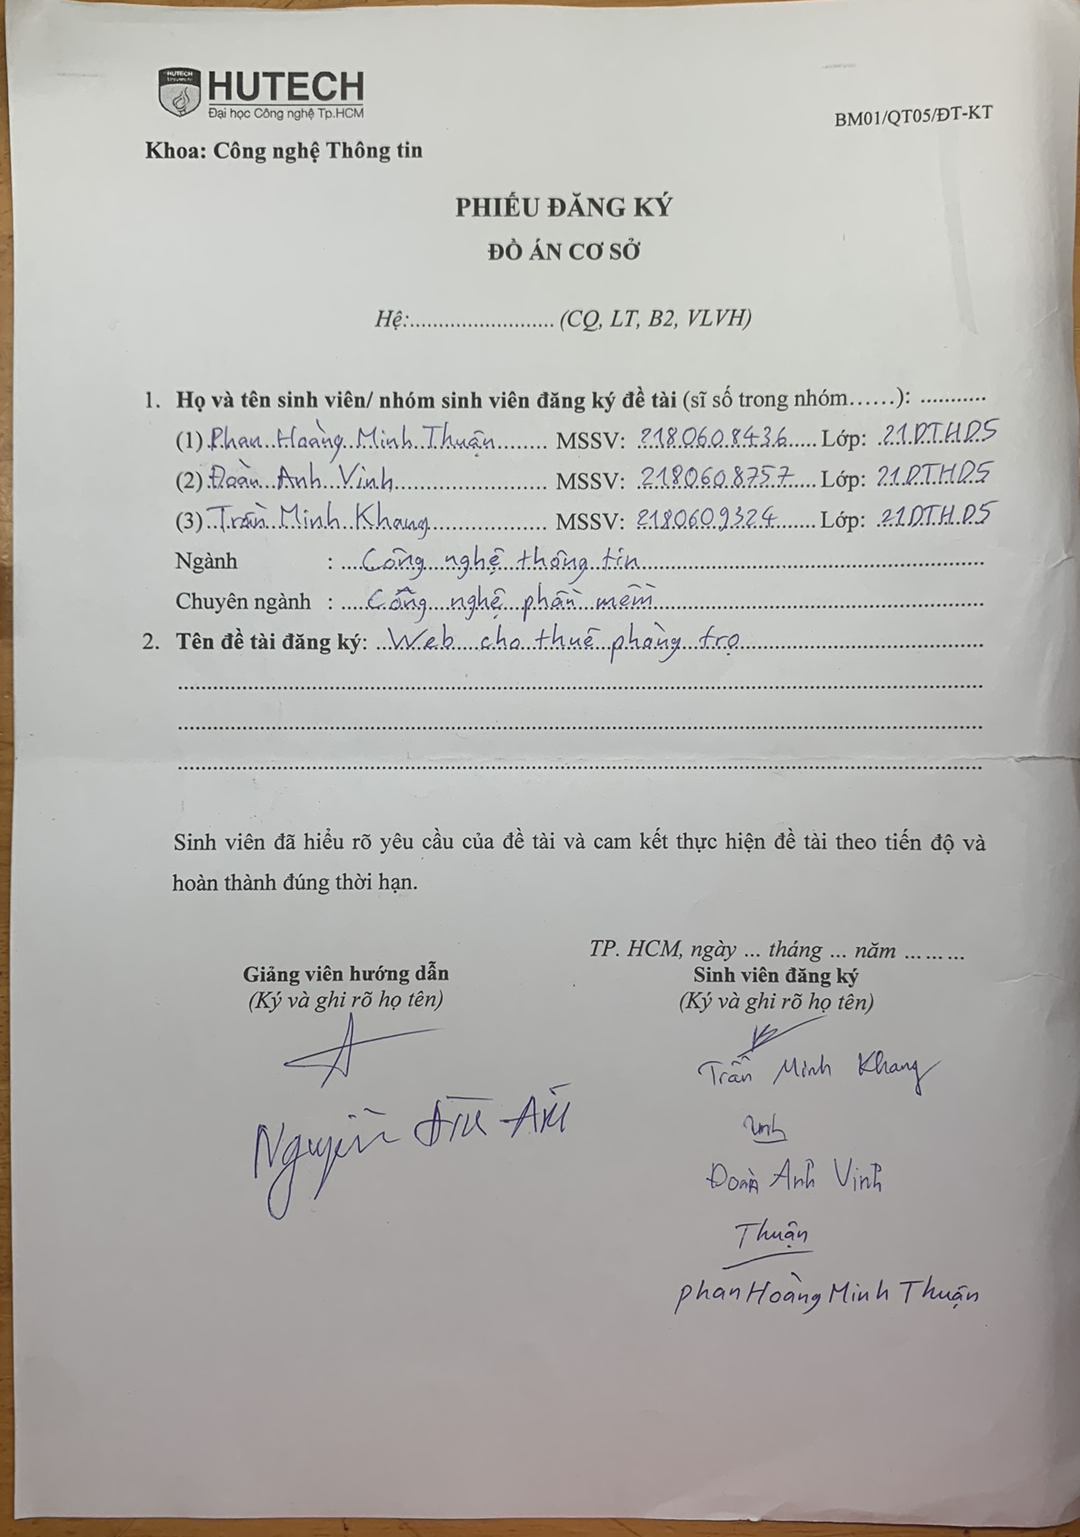 HUTECH
Đại học Công nghệ Tp.HCM
BM01/QT05/ĐT-KT
Khoa: Công nghệ Thông tin
PHIẾU ĐĂNG KÝ
ĐỒ ÁN CƠ SỞ
Hệ:.......................... (CQ, LT, B2, VLVH)
1. Họ và tên sinh viên/ nhóm sinh viên đăng ký đề tài (sĩ số trong nhóm……): ............
(1) Phan Hoàng Minh Thuận ......... MSSV: 2180608436 ..... Lớp: 21DTHD5
(2) Đoàn Anh Vinh ......... MSSV: 2180608757 .... Lớp: 21DTHD5
(3) Trần Minh Khang ......... MSSV: 2180609324 ....... Lớp: 21DTHD5
Ngành : ... Công nghệ thông tin .........
Chuyên ngành : .... Công nghệ phần mềm .........
2. Tên đề tài đăng ký: ... Web cho thuê phòng trọ .........
Sinh viên đã hiểu rõ yêu cầu của đề tài và cam kết thực hiện đề tài theo tiến độ và
hoàn thành đúng thời hạn.
TP. HCM, ngày ... tháng ... năm ... ... ...
Giảng viên hướng dẫn
(Ký và ghi rõ họ tên)
Nguyễn
Sinh viên đăng ký
(Ký và ghi rõ họ tên)
Trần Minh Khang
Vinh
Đoàn Anh Vinh
Thuận
phan Hoàng Minh Thuận